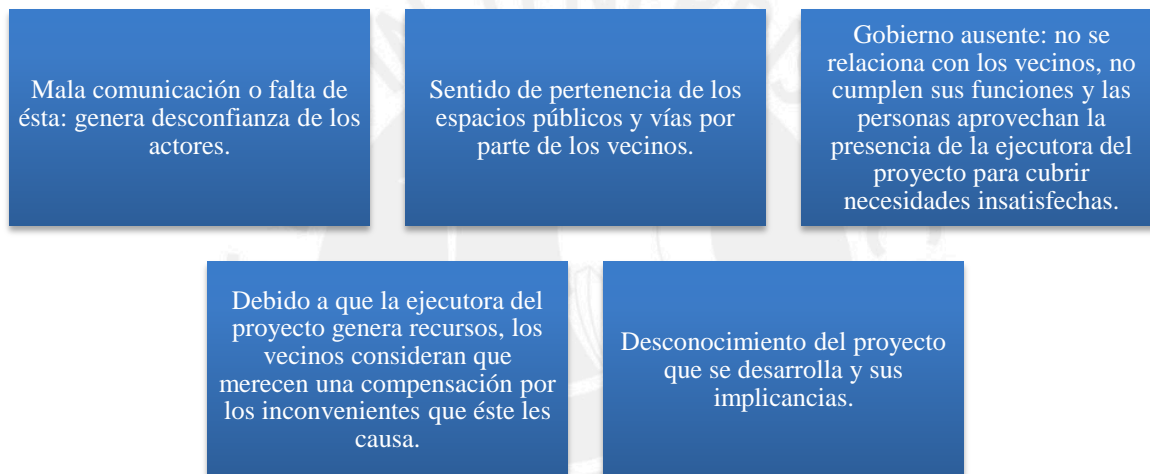 Mala comunicación o falta de
ésta: genera desconfianza de los
actores.
Sentido de pertenencia de los
espacios públicos y vías por
parte de los vecinos.
Gobierno ausente: no se
relaciona con los vecinos, no
cumplen sus funciones y las
personas aprovechan la
presencia de la ejecutora del
proyecto para cubrir
necesidades insatisfechas.
Debido a que la ejecutora del
proyecto genera recursos, los
vecinos consideran que
merecen una compensación por
los inconvenientes que éste les
causa.
Desconocimiento del proyecto
que se desarrolla y sus
implicancias.